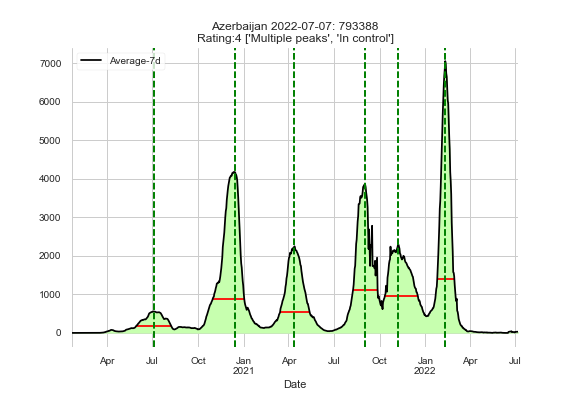 Azerbaijan 2022-07-07: 793388
Rating:4 ['Multiple peaks', 'In control']
Average-7d
7000
6000
5000
4000
3000
2000
1000
0
Apr Jul Oct Jan Apr Jul Oct Jan Apr Jul
2021 2022
Date